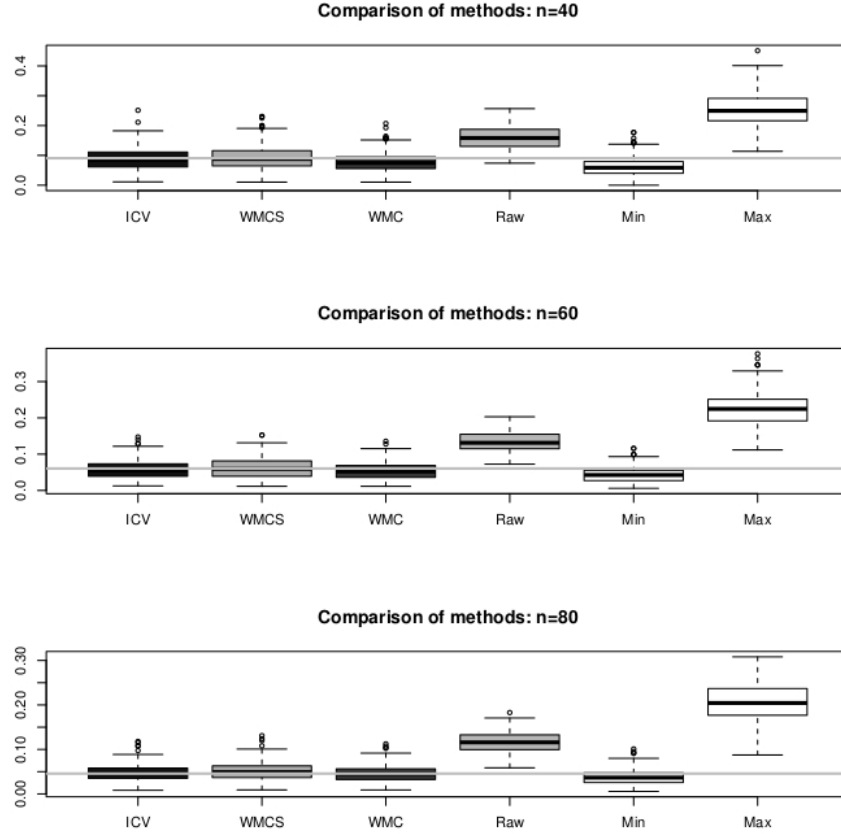 Comparison of methods: n=40
0.4
0.2
0.0
ICV WMCS WMC Raw Min Max
Comparison of methods: n=60
0.3
0.2
0.1
0.0
ICV WMCS WMC Raw Min Max
Comparison of methods: n=80
0.30
0.20
0.10
0.00
ICV WMCS WMC Raw Min Max